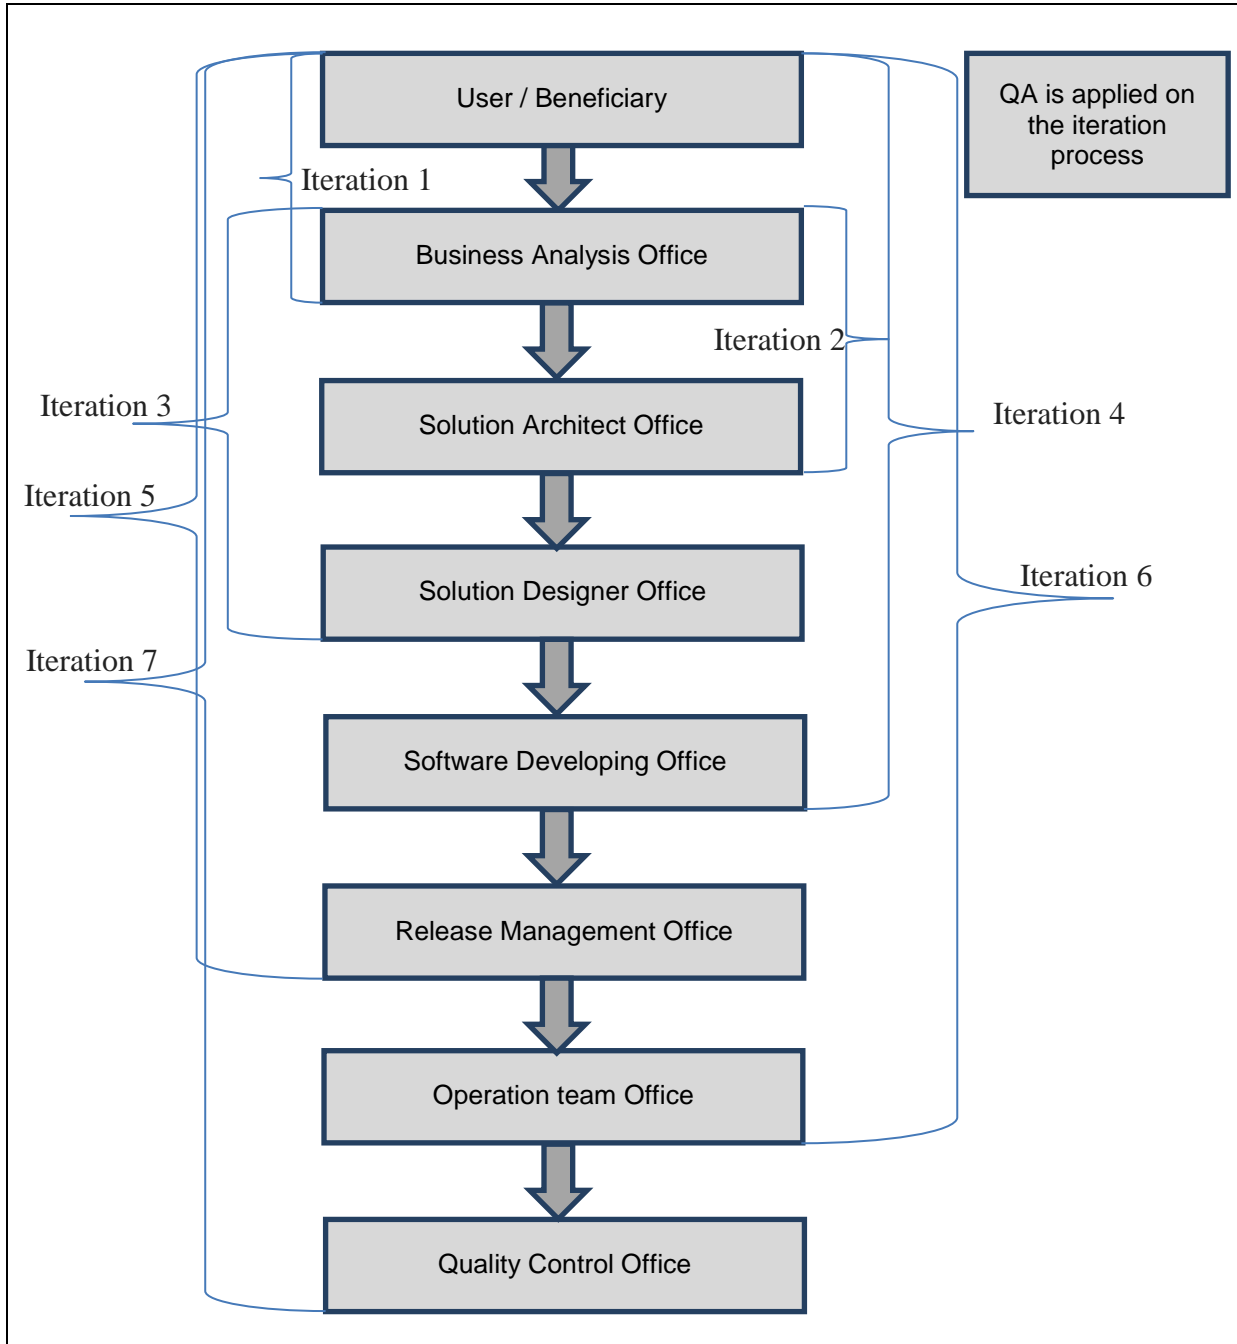 User / Beneficiary
QA is applied on
the iteration
process
Iteration 1
Business Analysis Office
Iteration 2
Iteration 3
Solution Architect Office
Iteration 4
Iteration 5
Solution Designer Office
Iteration 6
Iteration 7
Software Developing Office
Release Management Office
Operation team Office
Quality Control Office